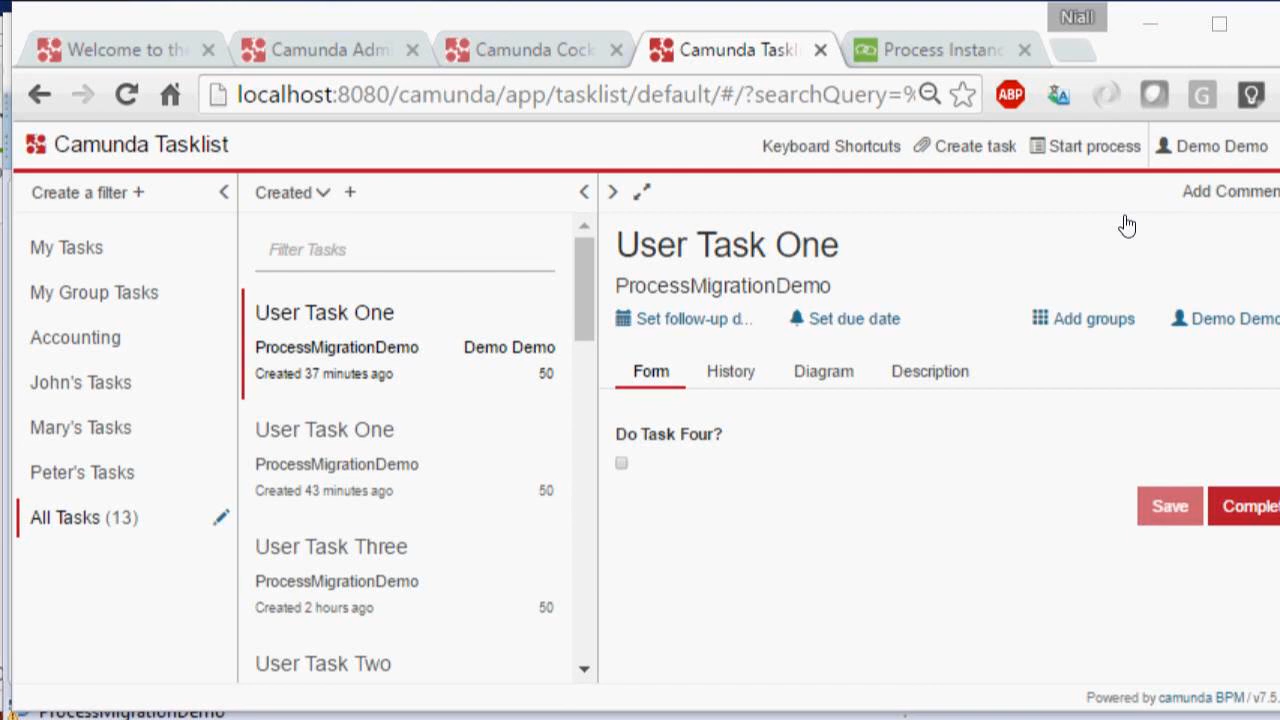 Niall
Welcome to the
Camunda Admi
Camunda Cock
Camunda Taskli
Process Instanc
localhost:8080/camunda/app/tasklist/default/#/?searchQuery=%
ABP
G
Camunda Tasklist
Keyboard Shortcuts
Create task
Start process
Demo Demo
Create a filter +
Created
+
Add Commen
My Tasks
My Group Tasks
Accounting
John's Tasks
Mary's Tasks
Peter's Tasks
All Tasks (13)
Filter Tasks
User Task One
ProcessMigrationDemo Demo Demo
Created 37 minutes ago 50
User Task One
ProcessMigrationDemo
Created 43 minutes ago 50
User Task Three
ProcessMigrationDemo
Created 2 hours ago 50
User Task Two
User Task One
ProcessMigrationDemo
Set follow-up d...
Set due date
Add groups
Demo Demo
Form
History
Diagram
Description
Do Task Four?
Save
Complet
Powered by camunda BPM / v7.5.
ProcessMigrationDemo